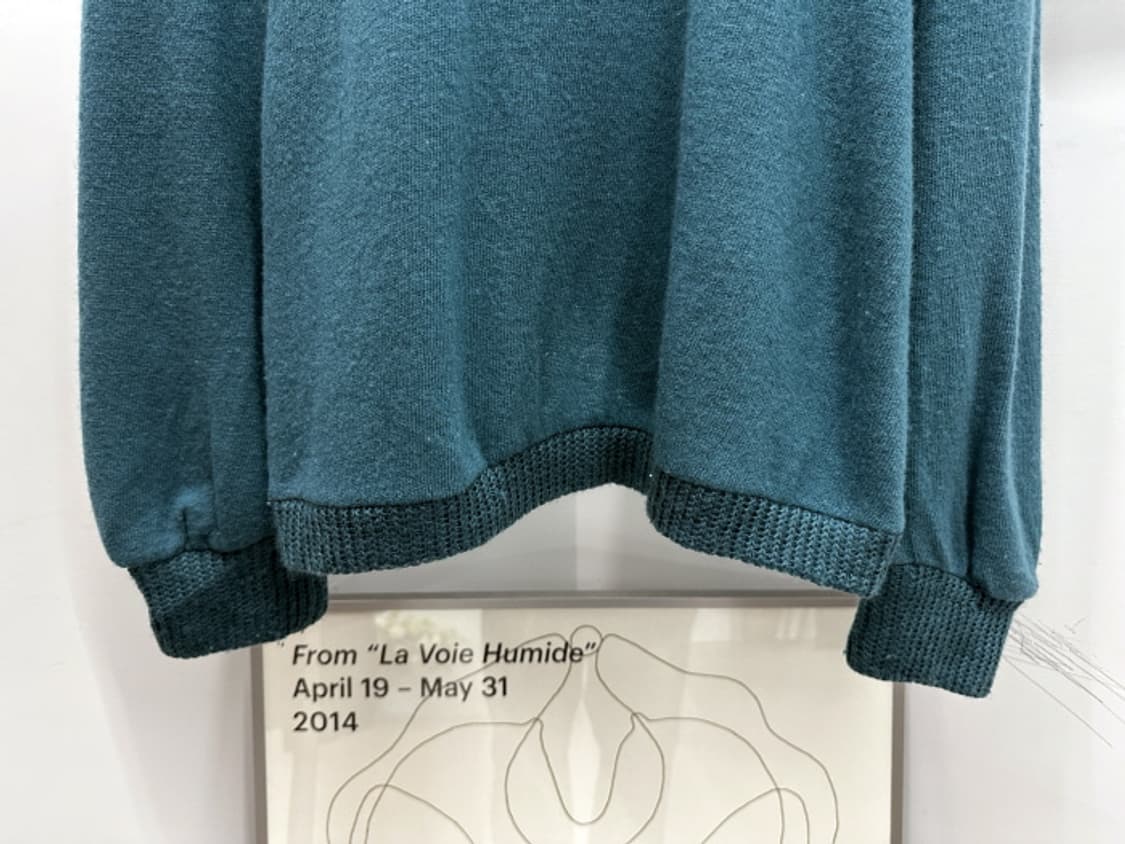 From “La Voie Humide”
April 19 – May 31
2014